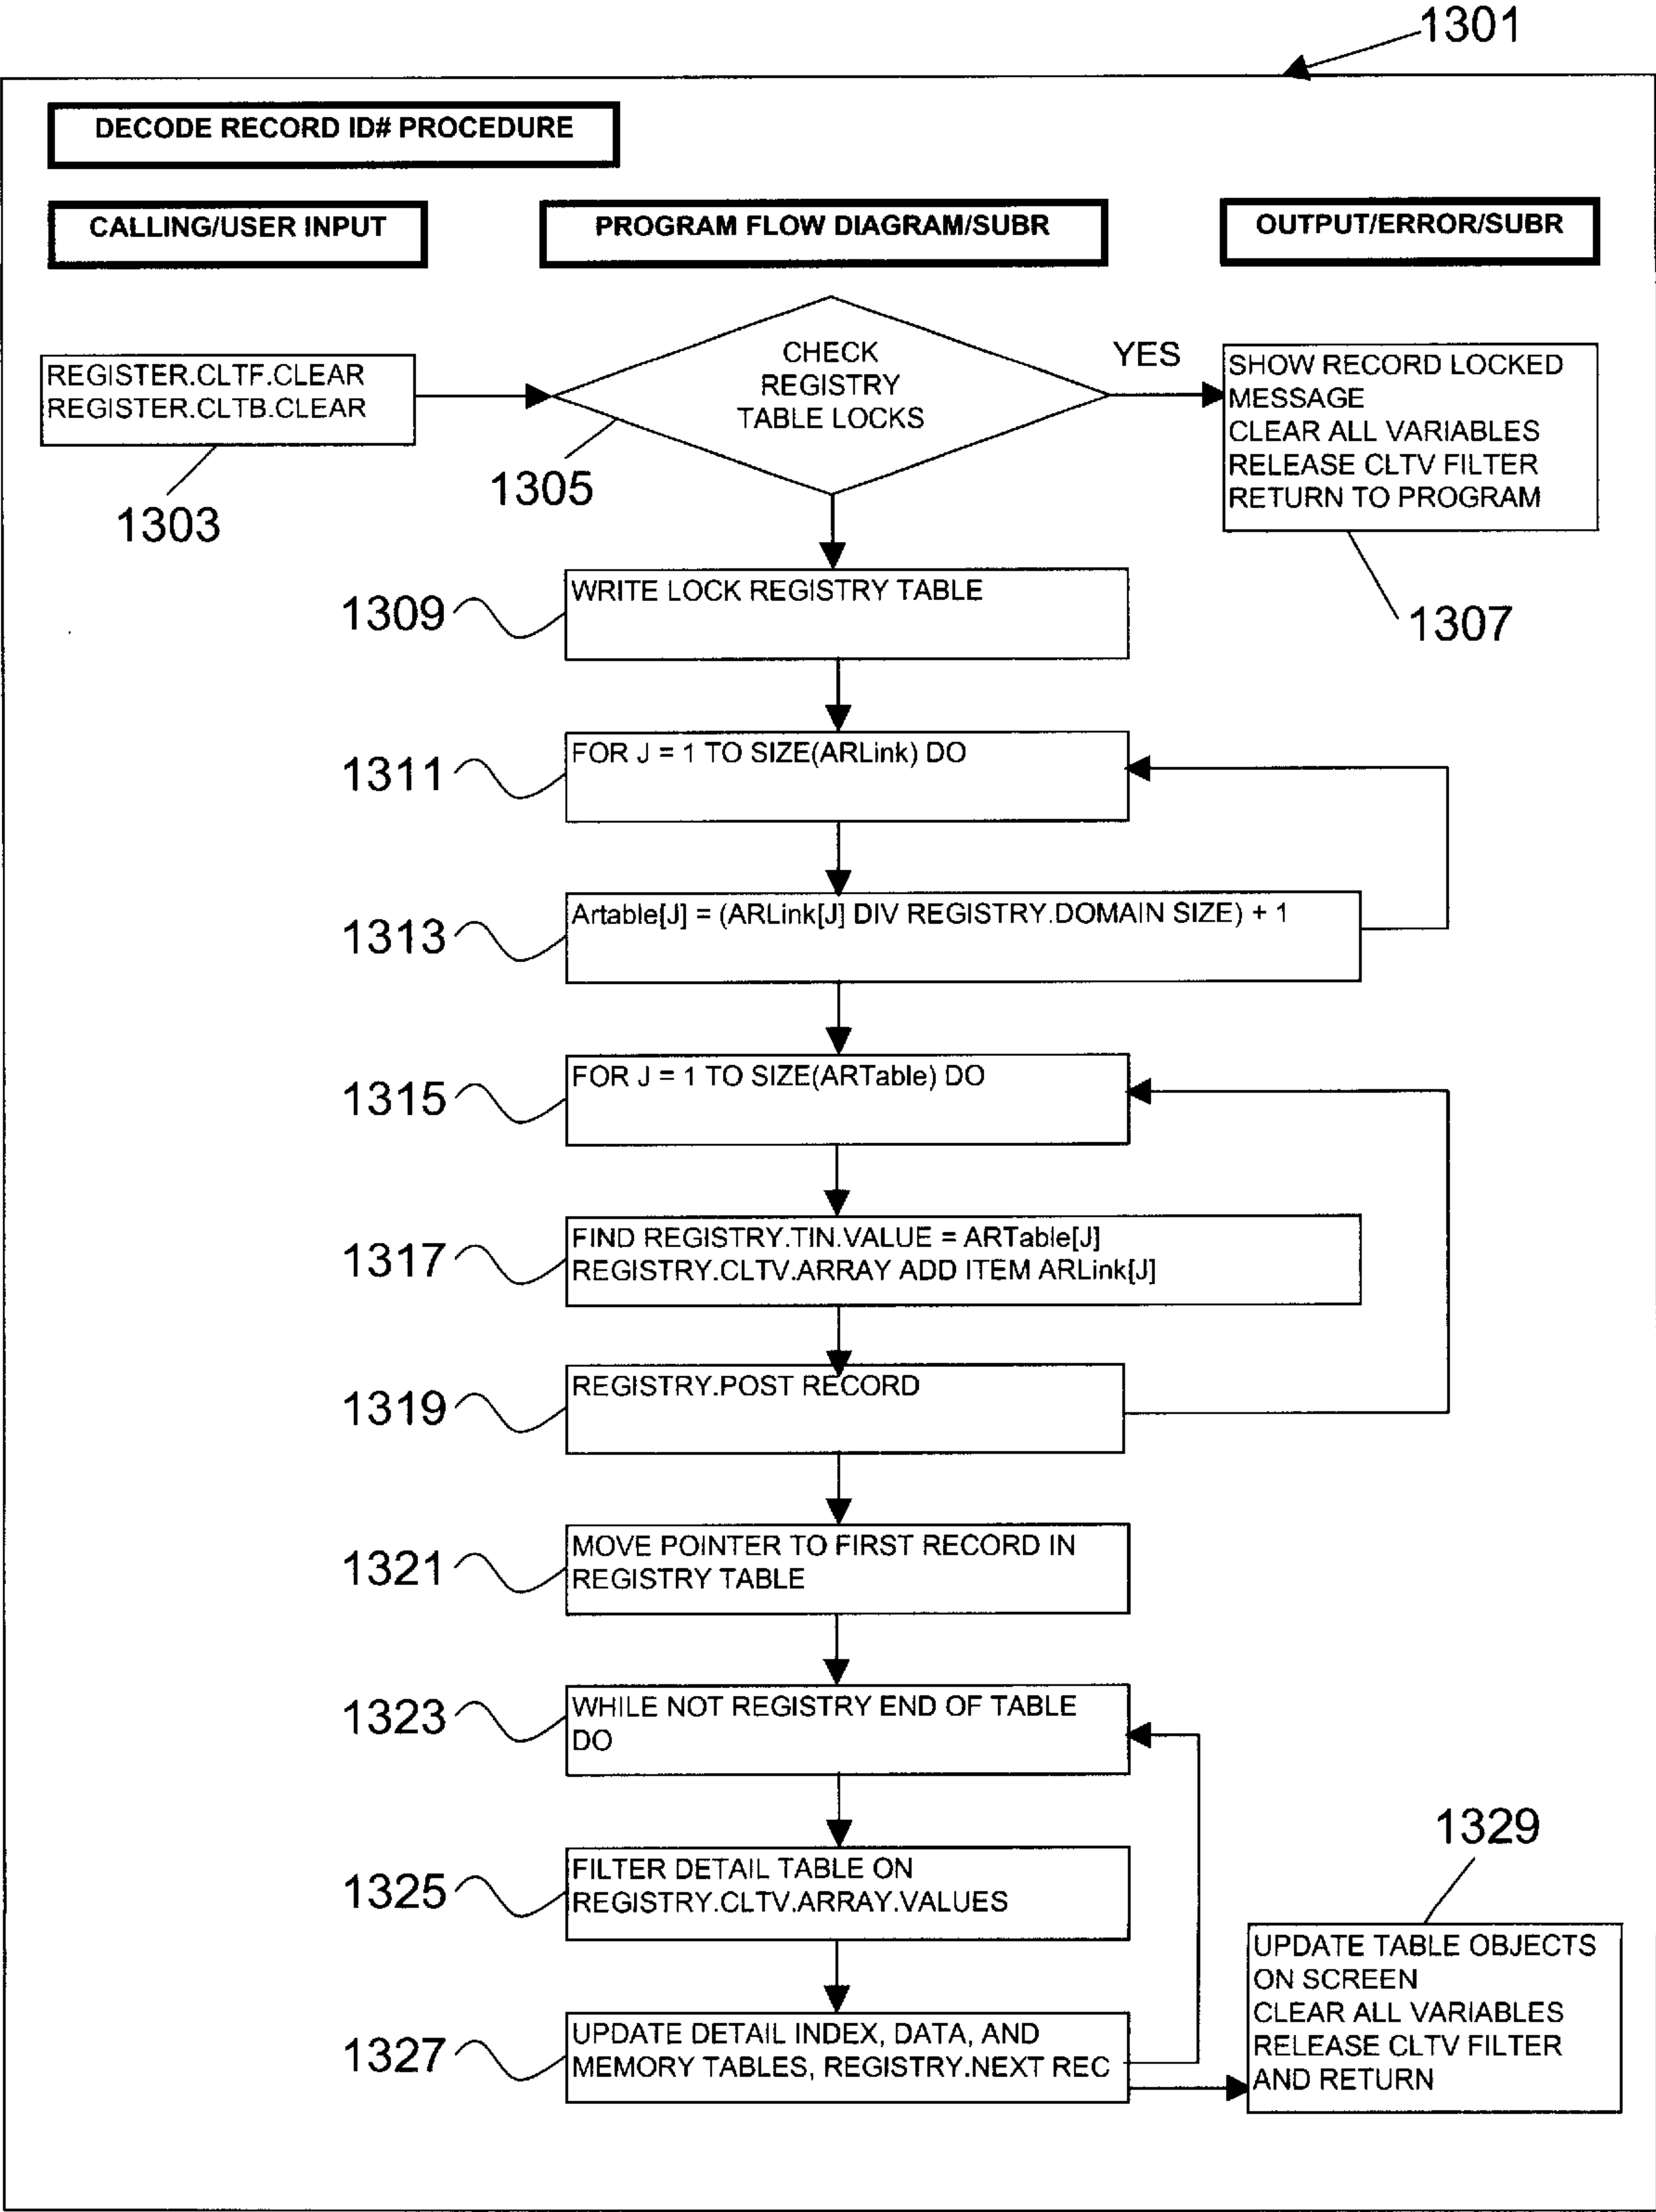 1301
DECODE RECORD ID# PROCEDURE
CALLING/USER INPUT
PROGRAM FLOW DIAGRAM/SUBR
OUTPUT/ERROR/SUBR
REGISTER.CLTF.CLEAR
REGISTER.CLTB.CLEAR
1303
CHECK
REGISTRY
TABLE LOCKS
1305
YES
SHOW RECORD LOCKED
MESSAGE
CLEAR ALL VARIABLES
RELEASE CLTV FILTER
RETURN TO PROGRAM
1307
1309
WRITE LOCK REGISTRY TABLE
1311
FOR J = 1 TO SIZE(ARLink) DO
1313
Artable[J] = (ARLink[J] DIV REGISTRY.DOMAIN SIZE) + 1
1315
FOR J = 1 TO SIZE(ARTable) DO
1317
FIND REGISTRY.TIN.VALUE = ARTable[J]
REGISTRY.CLTV.ARRAY ADD ITEM ARLink[J]
1319
REGISTRY.POST RECORD
1321
MOVE POINTER TO FIRST RECORD IN
REGISTRY TABLE
1323
WHILE NOT REGISTRY END OF TABLE
DO
1325
FILTER DETAIL TABLE ON
REGISTRY.CLTV.ARRAY.VALUES
1327
UPDATE DETAIL INDEX, DATA, AND
MEMORY TABLES, REGISTRY.NEXT REC
1329
UPDATE TABLE OBJECTS
ON SCREEN
CLEAR ALL VARIABLES
RELEASE CLTV FILTER
AND RETURN